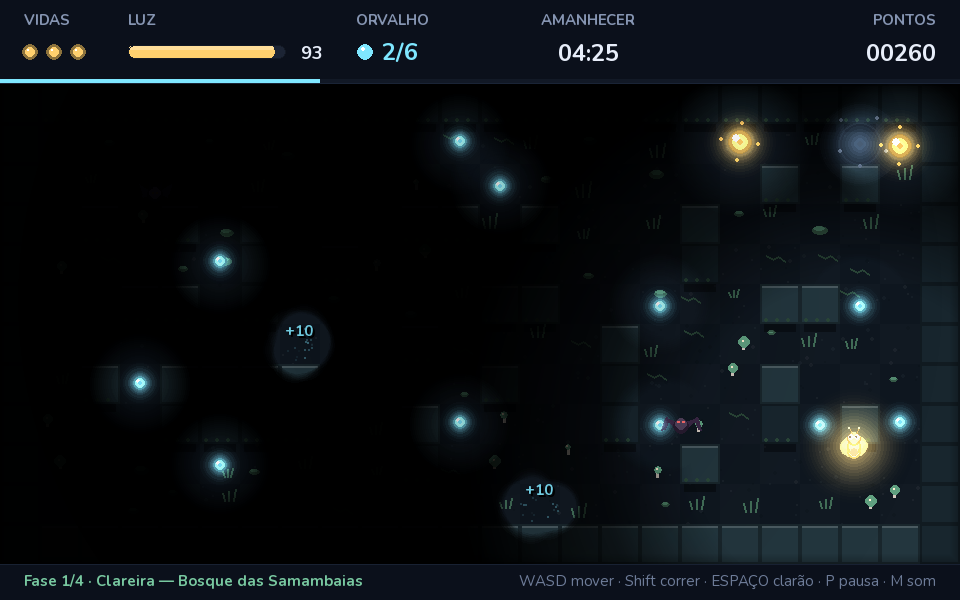 VIDAS LUZ ORVALHO AMANHECER PONTOS
93 2/6 04:25 00260
+10
+10
Fase 1/4 · Clareira — Bosque das Samambaias WASD mover · Shift correr · ESPAÇO clarão · P pausa · M som